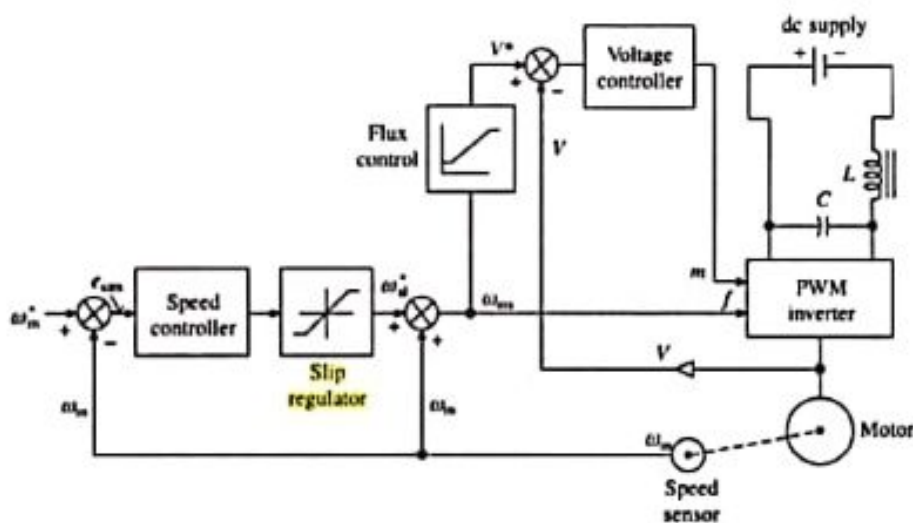 dc supply
+ −
V*
+
−
Voltage
controller
Flux
control
V
L
C
m
f
PWM
inverter
ω*m
+
−
eωm
Speed
controller
Slip
regulator
ω*sl
+
+
ωms
V
ωm
ωm
ωm
Motor
Speed
sensor